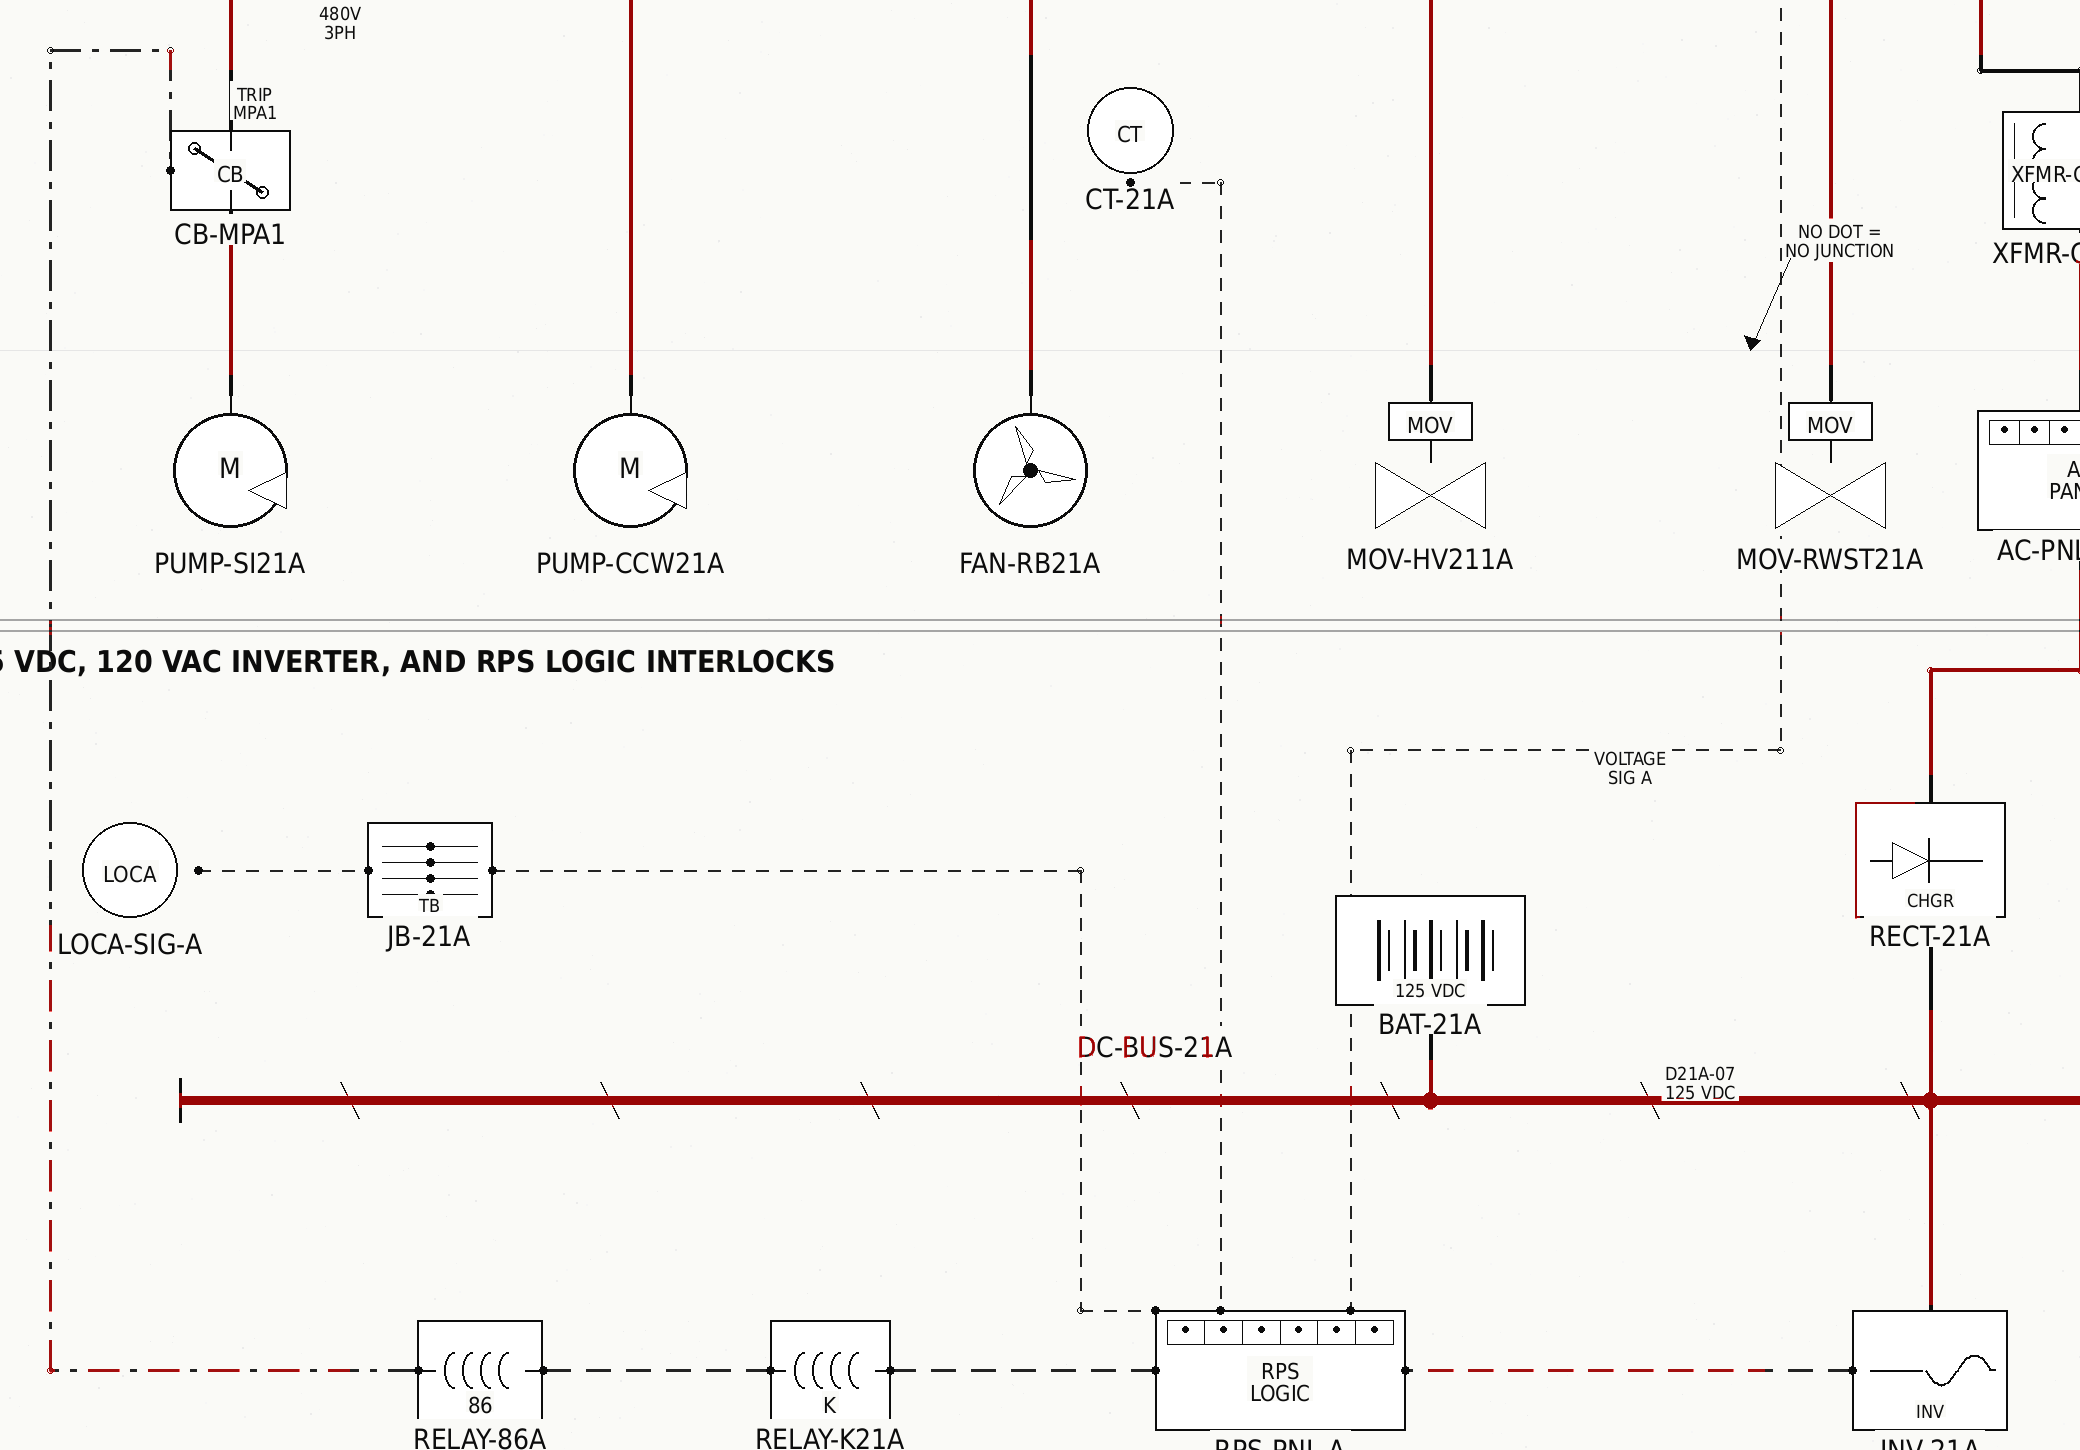 480V
3PH
TRIP
MPA1
CB
CB-MPA1
CT
CT-21A
NO DOT =
NO JUNCTION
M
PUMP-SI21A
M
PUMP-CCW21A
FAN-RB21A
MOV
MOV-HV211A
MOV
MOV-RWST21A
VDC, 120 VAC INVERTER, AND RPS LOGIC INTERLOCKS
VOLTAGE
SIG A
LOCA
LOCA-SIG-A
TB
JB-21A
125 VDC
BAT-21A
CHGR
RECT-21A
DC-BUS-21A
D21A-07
125 VDC
86
RELAY-86A
K
RELAY-K21A
RPS
LOGIC
RPS-PNL-A
INV
INV-21A